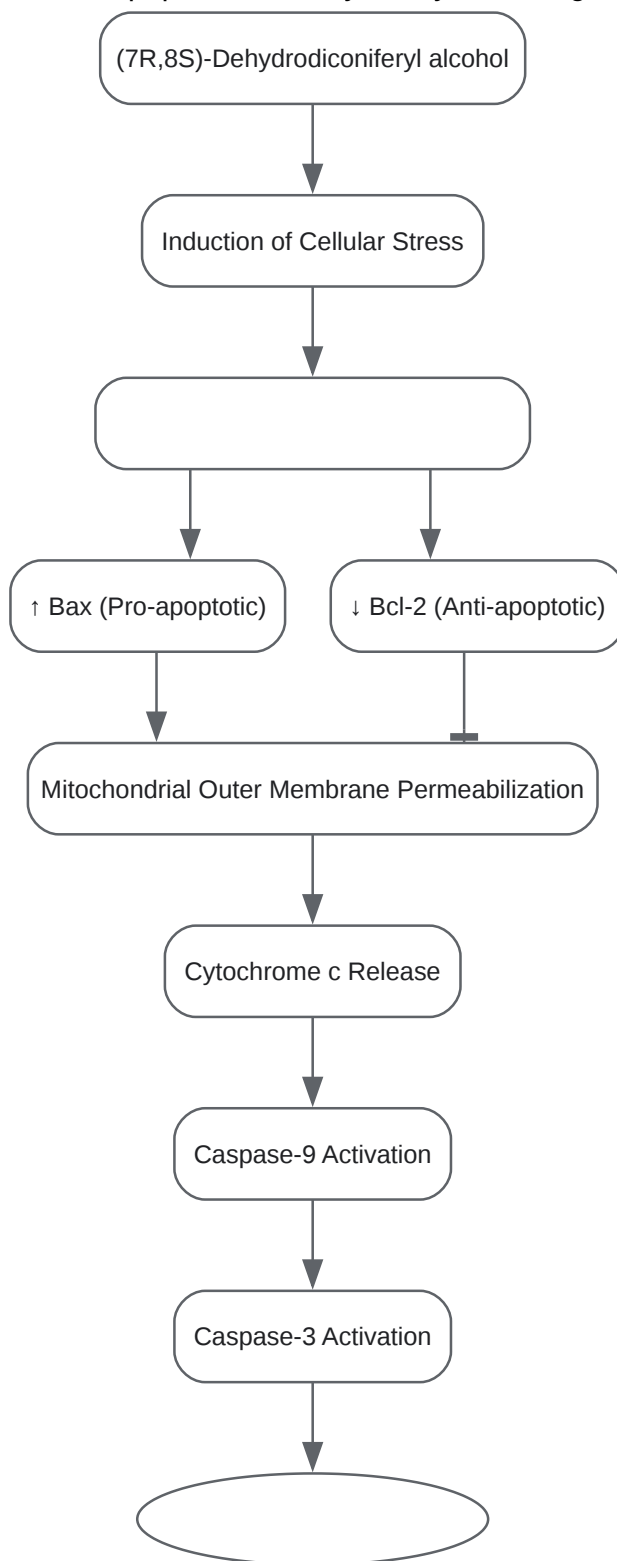 (7R,8S)-Dehydrodiconiferyl alcohol
Induction of Cellular Stress
↑ Bax (Pro-apoptotic)
↓ Bcl-2 (Anti-apoptotic)
Mitochondrial Outer Membrane Permeabilization
Cytochrome c Release
Caspase-9 Activation
Caspase-3 Activation